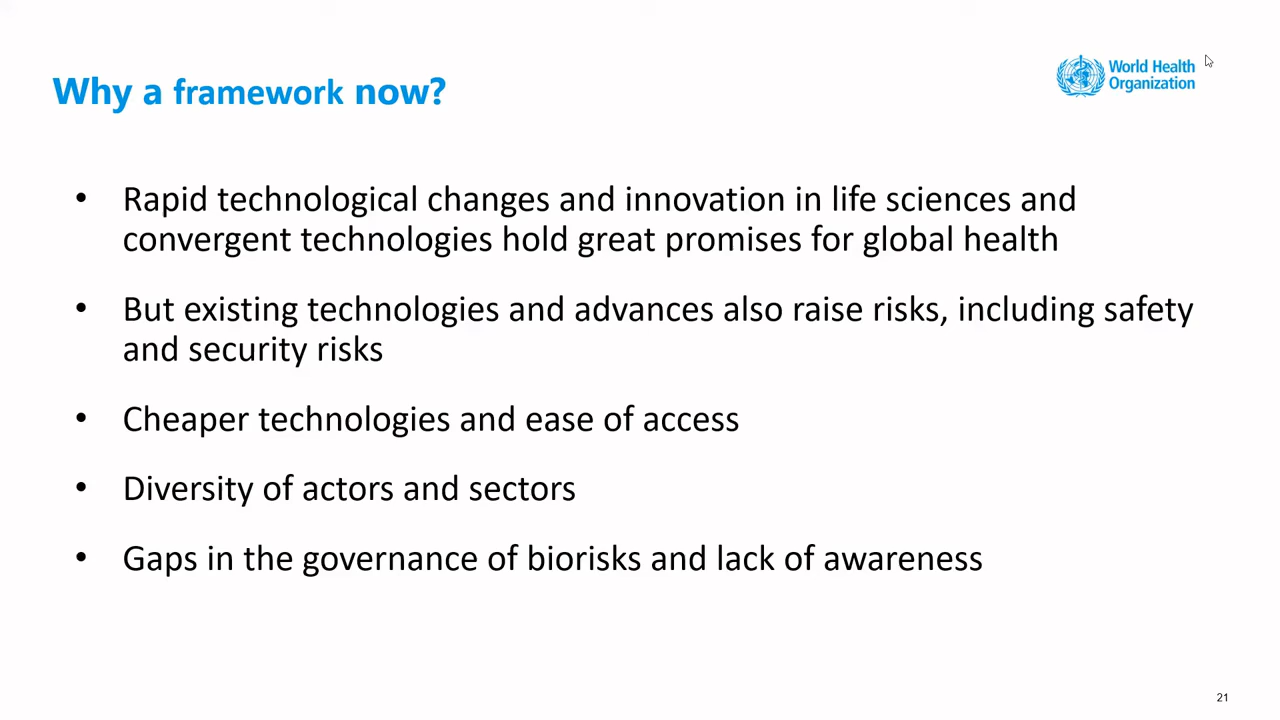 Why a framework now?
World Health
Organization
• Rapid technological changes and innovation in life sciences and
convergent technologies hold great promises for global health
• But existing technologies and advances also raise risks, including safety
and security risks
• Cheaper technologies and ease of access
• Diversity of actors and sectors
• Gaps in the governance of biorisks and lack of awareness
21